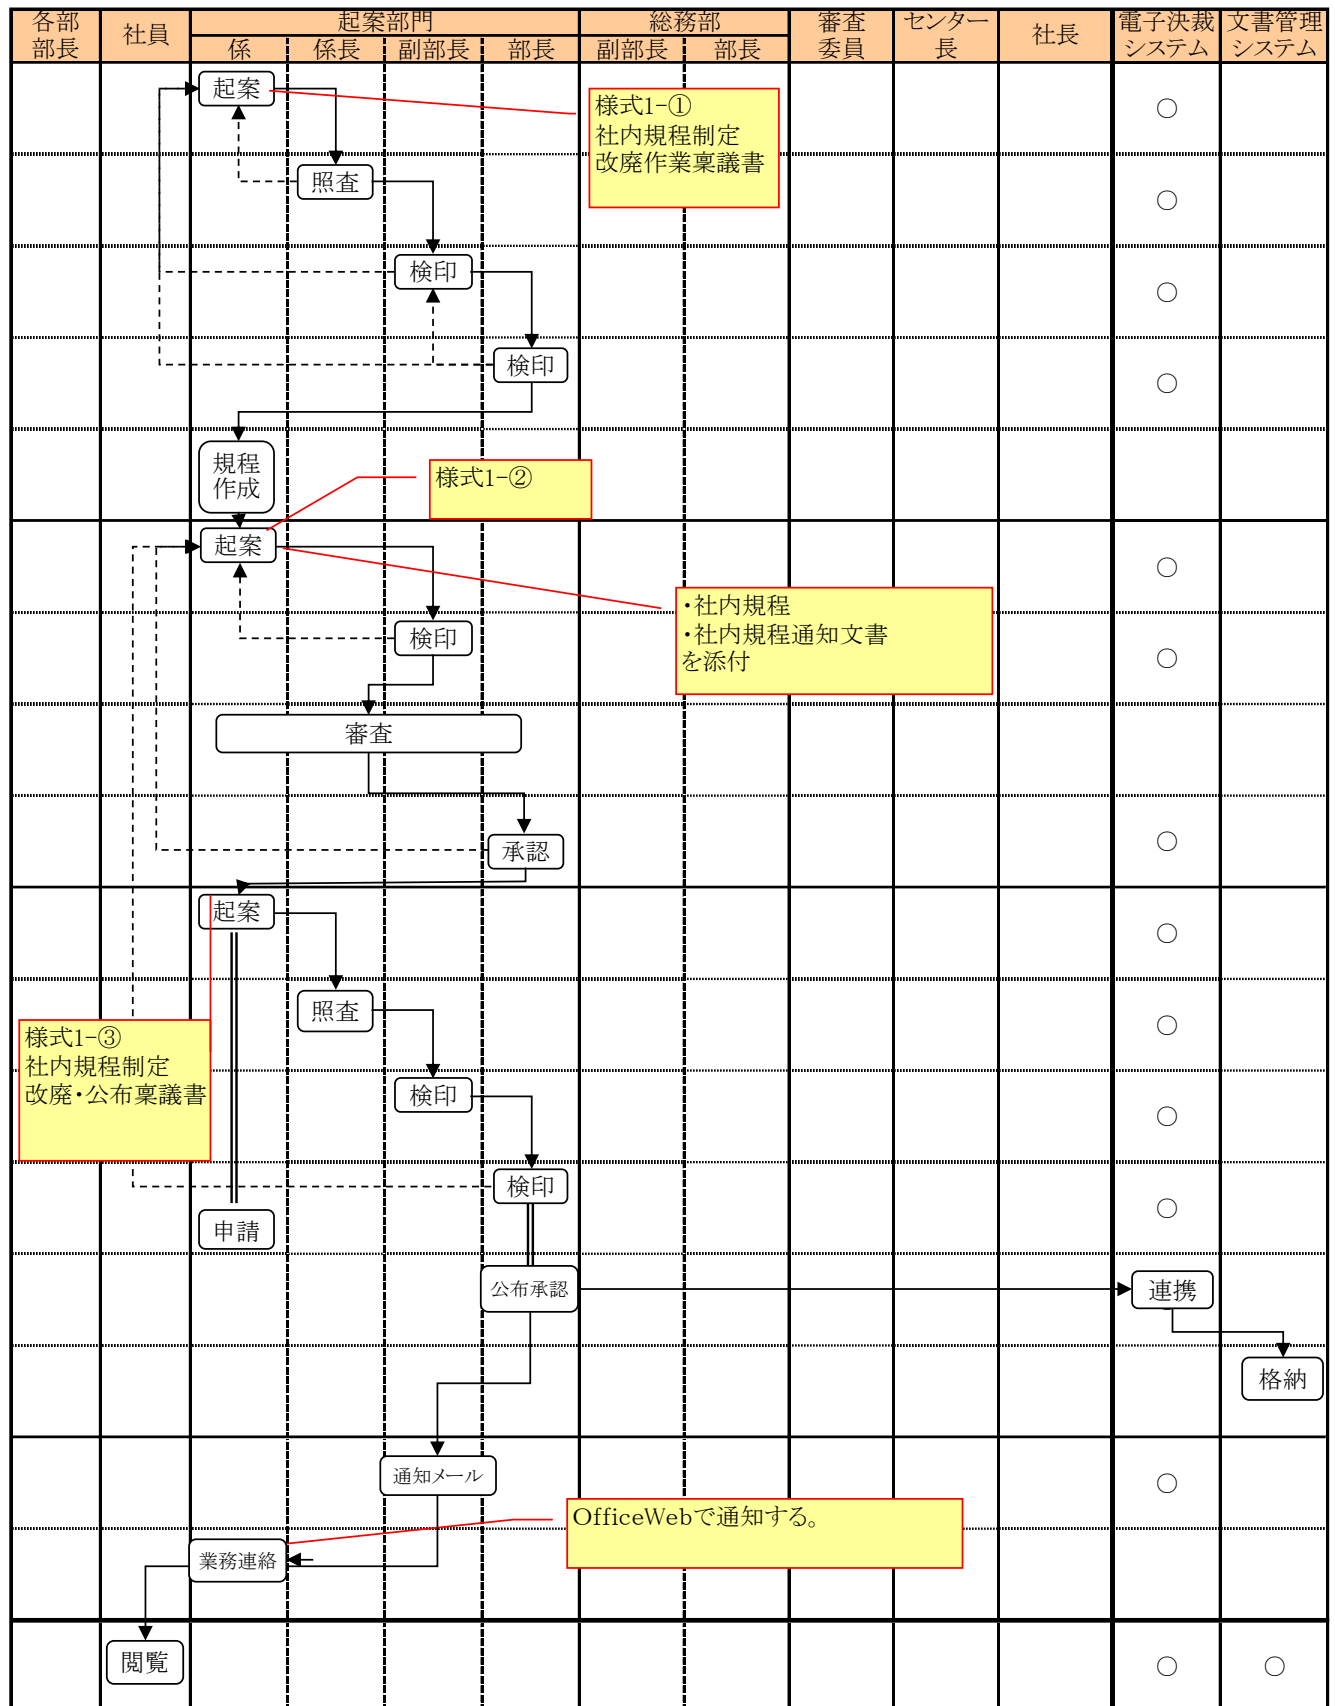 各部
部長
社員
起案部門
係
係長
副部長
部長
総務部
副部長
部長
審査
委員
センター
長
社長
電子決裁
システム
文書管理
システム
起案
様式1-①
社内規程制定
改廃作業稟議書
○
照査
○
検印
○
検印
○
規程
作成
様式1-②
起案
○
・社内規程
・社内規程通知文書
を添付
検印
○
審査
承認
○
起案
○
照査
○
様式1-③
社内規程制定
改廃・公布稟議書
検印
○
検印
○
申請
公布承認
連携
格納
通知メール
○
OfficeWebで通知する。
業務連絡
閲覧
○
○